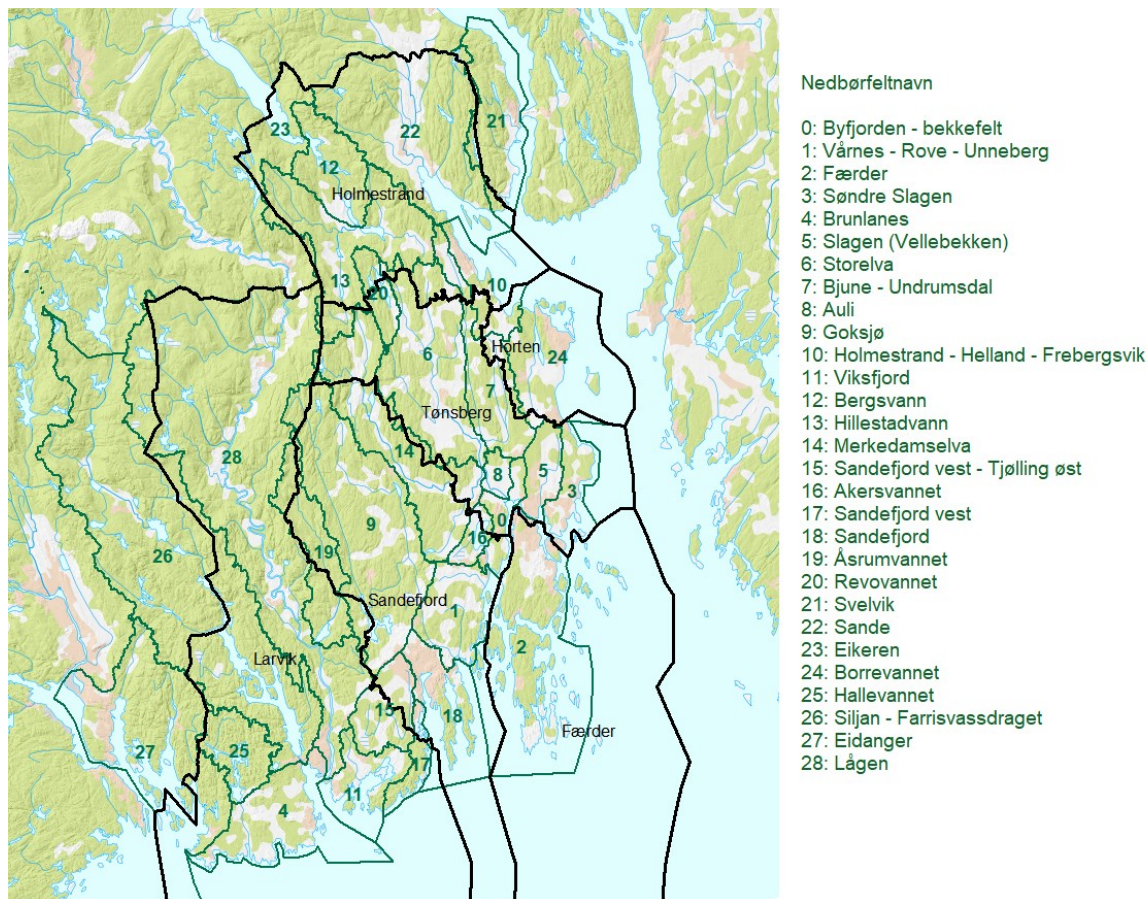 Nedbørfeltnavn
0: Byfjorden - bekkefelt
1: Vårnes - Rove - Unneberg
2: Færder
3: Søndre Slagen
4: Brunlanes
5: Slagen (Vellebekken)
6: Storelva
7: Bjune - Undrumsdal
8: Auli
9: Goksjø
10: Holmestrand - Helland - Frebergsvik
11: Viksfjord
12: Bergsvann
13: Hillestadvann
14: Merkedamselva
15: Sandefjord vest - Tjølling øst
16: Akersvannet
17: Sandefjord vest
18: Sandefjord
19: Åsrumvannet
20: Revovannet
21: Svelvik
22: Sande
23: Eikeren
24: Borrevannet
25: Hallevannet
26: Siljan - Farrisvassdraget
27: Eidanger
28: Lågen
21
23
22
12
Holmestrand
13
20
10
6
Horten
24
7
Tønsberg
28
14
8
5
3
9
0
16
26
19
Sandefjord
1
2
Larvik
15
18
Færder
27
25
17
11
4